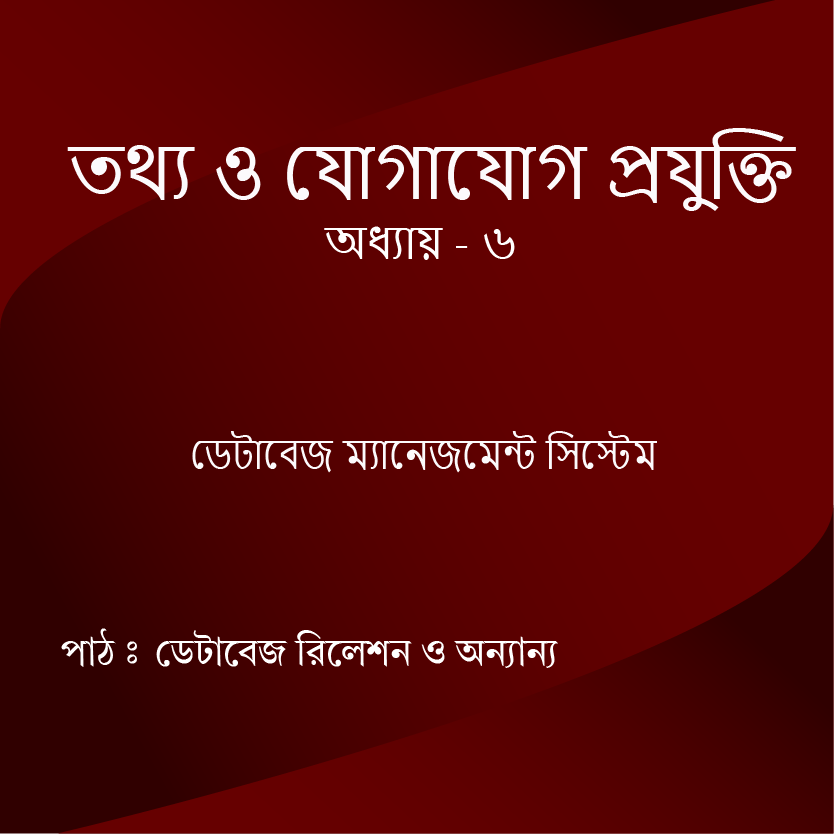 তথ্য ও যোগাযোগ প্রযুক্তি
অধ্যায় - ৬
ডেটাবেজ ম্যানেজমেন্ট সিস্টেম
পাঠ ঃ ডেটাবেজ রিলেশন ও অন্যান্য